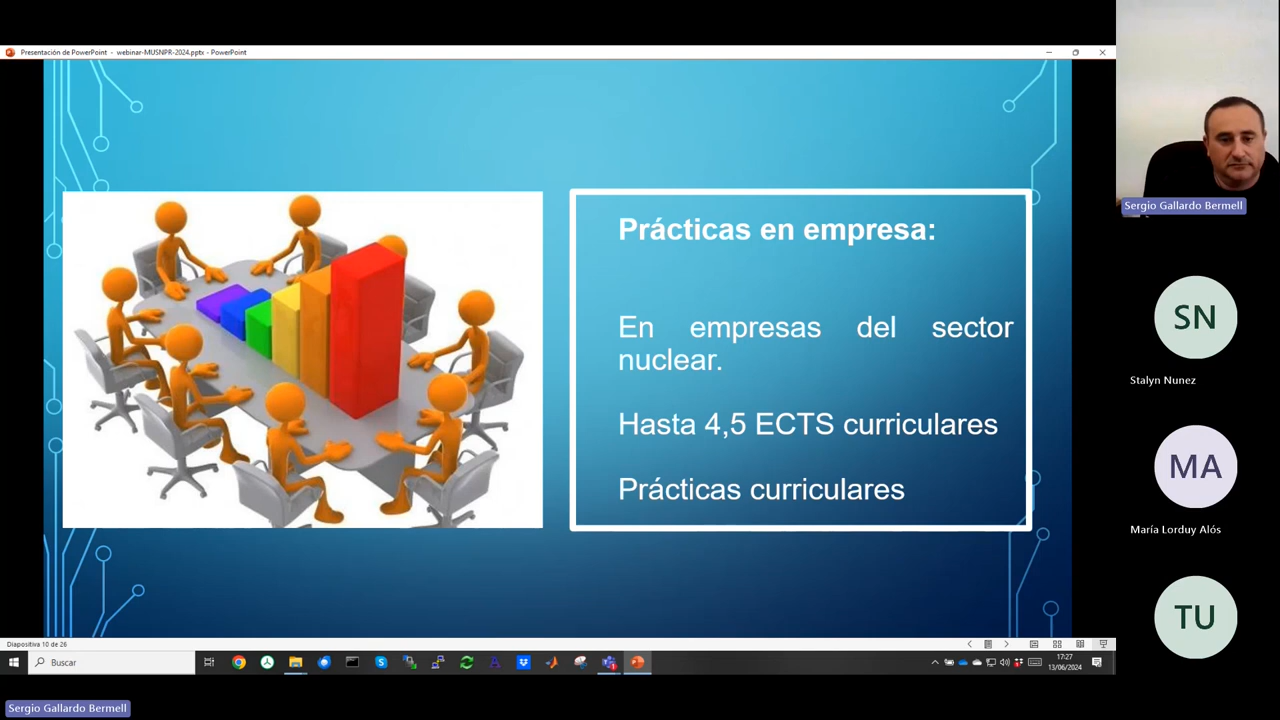 Presentación de PowerPoint - webinar-MUSNPR-2024.pptx - PowerPoint
Prácticas en empresa:
En empresas del sector
nuclear.
Hasta 4,5 ECTS curriculares
Prácticas curriculares
Diapositiva 10 de 26
Buscar
17:27
13/06/2024
Sergio Gallardo Bermell
SN
Stalyn Nunez
MA
María Lorduy Alós
TU
Sergio Gallardo Bermell